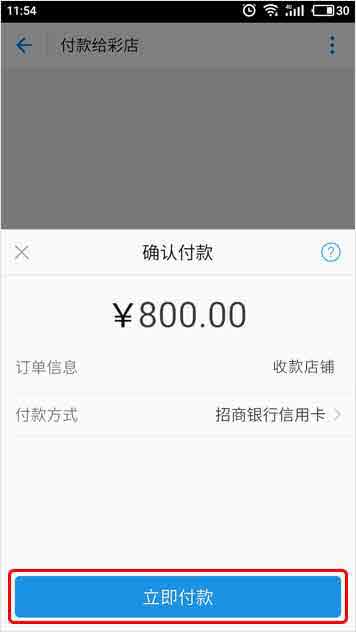 11:54 4G 30
付款给彩店
确认付款 ?
¥800.00
订单信息 收款店铺
付款方式 招商银行信用卡
立即付款